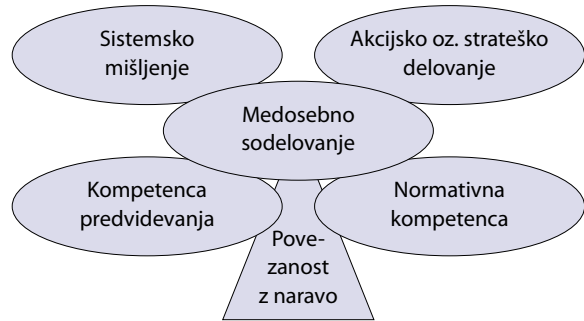 Sistemsko
mišljenje
Akcijsko oz. strateško
delovanje
Medosebno
sodelovanje
Kompetenca
predvidevanja
Normativna
kompetenca
Pove-
zanost
z naravo